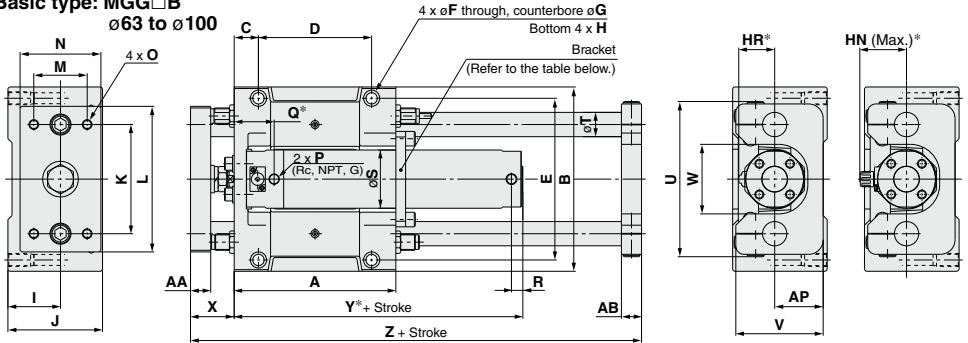 Basic type: MGG□B
ø63 to ø100
4 x øF through, counterbore øG
Bottom 4 x H
Bracket
(Refer to the table below.)
N
M
4 x O
C
D
HR*
HN (Max.)*
Q*
øT
2 x P
(Rc, NPT, G)
øS
K
L
E
B
U
W
I
J
AA
A
R
AB
X
Y* + Stroke
Z + Stroke
AP
V